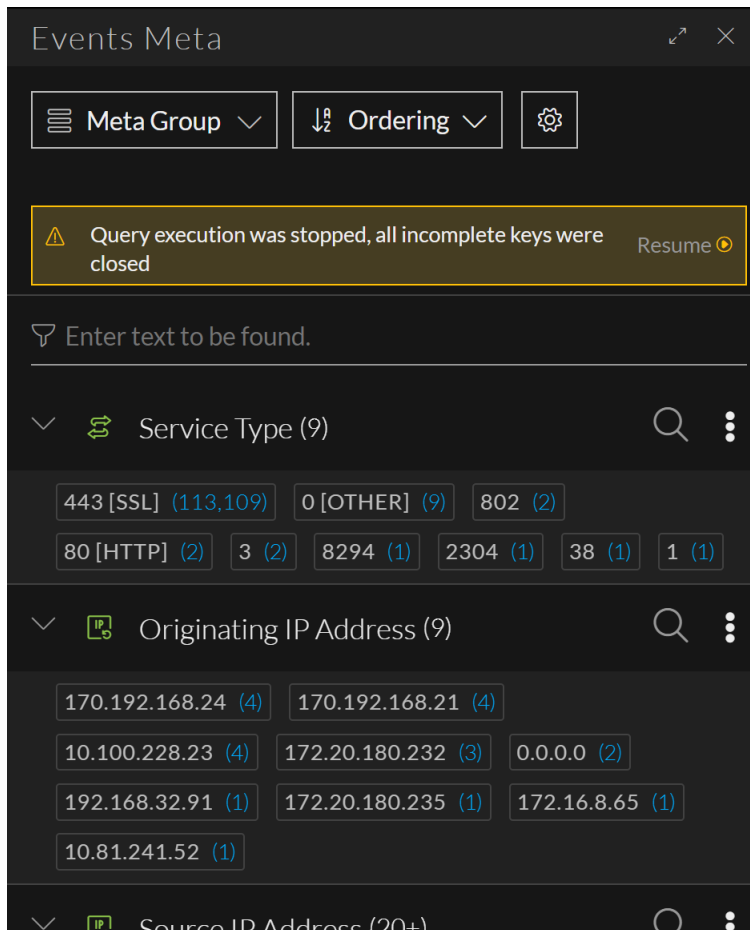 Events Meta
Meta Group
Ordering
Query execution was stopped, all incomplete keys were
closed
Resume
Enter text to be found.
Service Type (9)
443 [SSL] (113,109) 0 [OTHER] (9) 802 (2)
80 [HTTP] (2) 3 (2) 8294 (1) 2304 (1) 38 (1) 1 (1)
Originating IP Address (9)
170.192.168.24 (4) 170.192.168.21 (4)
10.100.228.23 (4) 172.20.180.232 (3) 0.0.0.0 (2)
192.168.32.91 (1) 172.20.180.235 (1) 172.16.8.65 (1)
10.81.241.52 (1)
Source IP Address (20+)